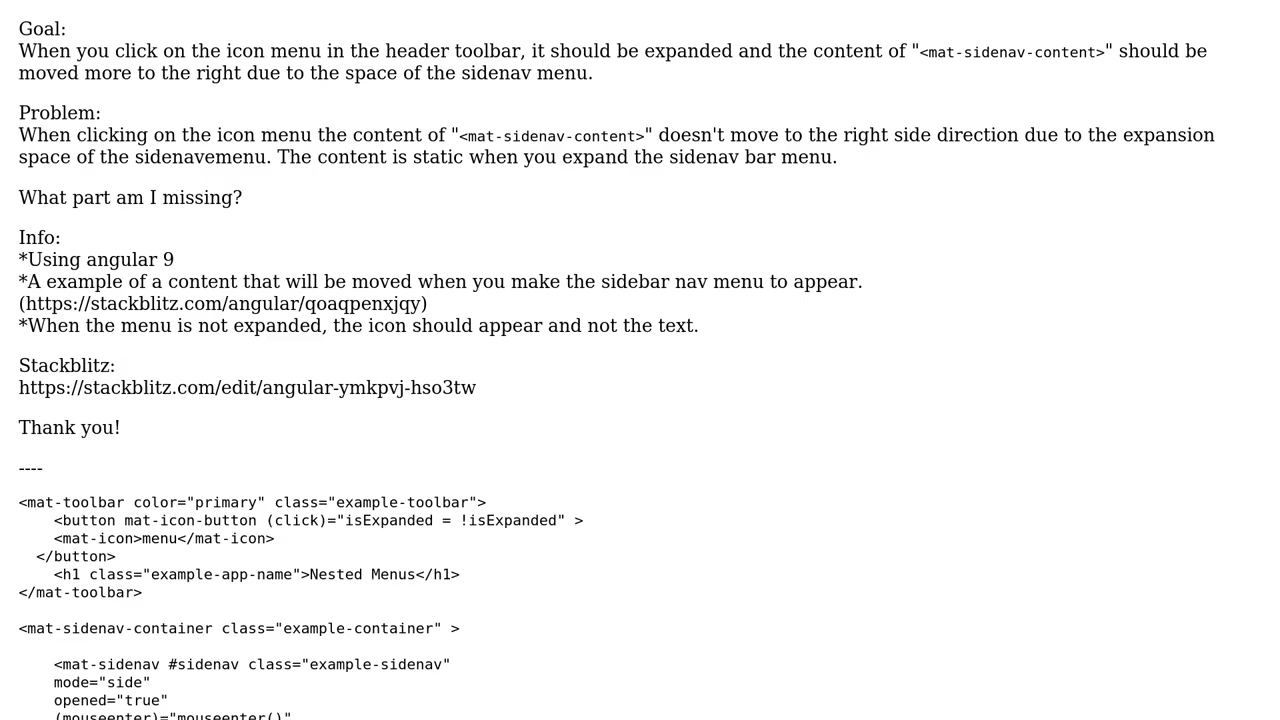 Goal:
When you click on the icon menu in the header toolbar, it should be expanded and the content of "<mat-sidenav-content>" should be
moved more to the right due to the space of the sidenav menu.
Problem:
When clicking on the icon menu the content of "<mat-sidenav-content>" doesn't move to the right side direction due to the expansion
space of the sidenavemenu. The content is static when you expand the sidenav bar menu.
What part am I missing?
Info:
*Using angular 9
*A example of a content that will be moved when you make the sidebar nav menu to appear.
(https://stackblitz.com/angular/qoaqpenxjqy)
*When the menu is not expanded, the icon should appear and not the text.
Stackblitz:
https://stackblitz.com/edit/angular-ymkpvj-hso3tw
Thank you!
----
<mat-toolbar color="primary" class="example-toolbar">
    <button mat-icon-button (click)="isExpanded = !isExpanded" >
    <mat-icon>menu</mat-icon>
  </button>
    <h1 class="example-app-name">Nested Menus</h1>
</mat-toolbar>
<mat-sidenav-container class="example-container" >
    <mat-sidenav #sidenav class="example-sidenav"
    mode="side"
    opened="true"
    (mouseenter)="mouseenter()"